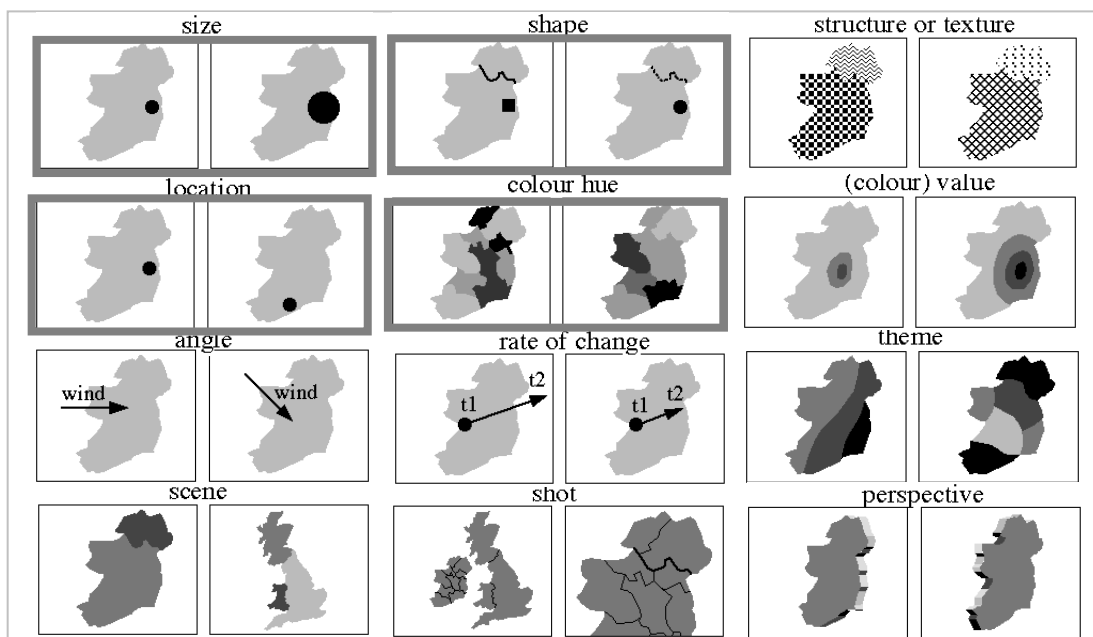 size
shape
structure or texture
location
colour hue
(colour) value
angle
rate of change
theme
wind
wind
t1
t2
t1
t2
scene
shot
perspective